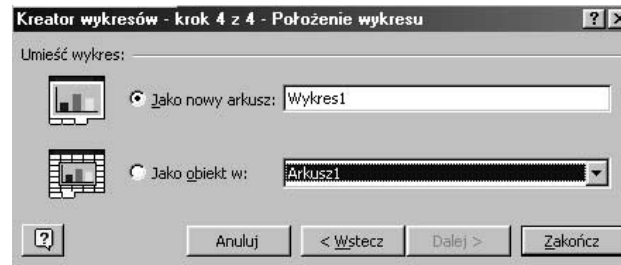 Kreator wykresów - krok 4 z 4 - Położenie wykresu
Umieść wykres:
Jako nowy arkusz: Wykres1
Jako obiekt w: Arkusz1
Anuluj < Wstecz Dalej > Zakończ